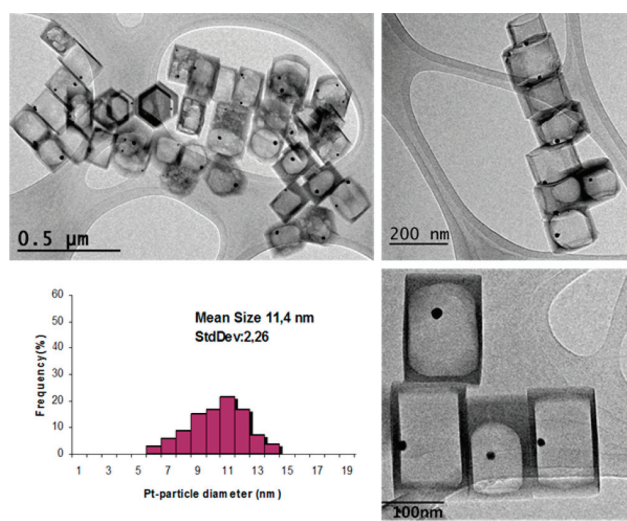 0.5 µm
200 nm
Mean Size 11,4 nm
StdDev:2,26
Frequency(%)
60
50
40
30
20
10
0
1 3 5 7 9 11 13 15 17 19
Pt-particle diameter (nm)
100nm